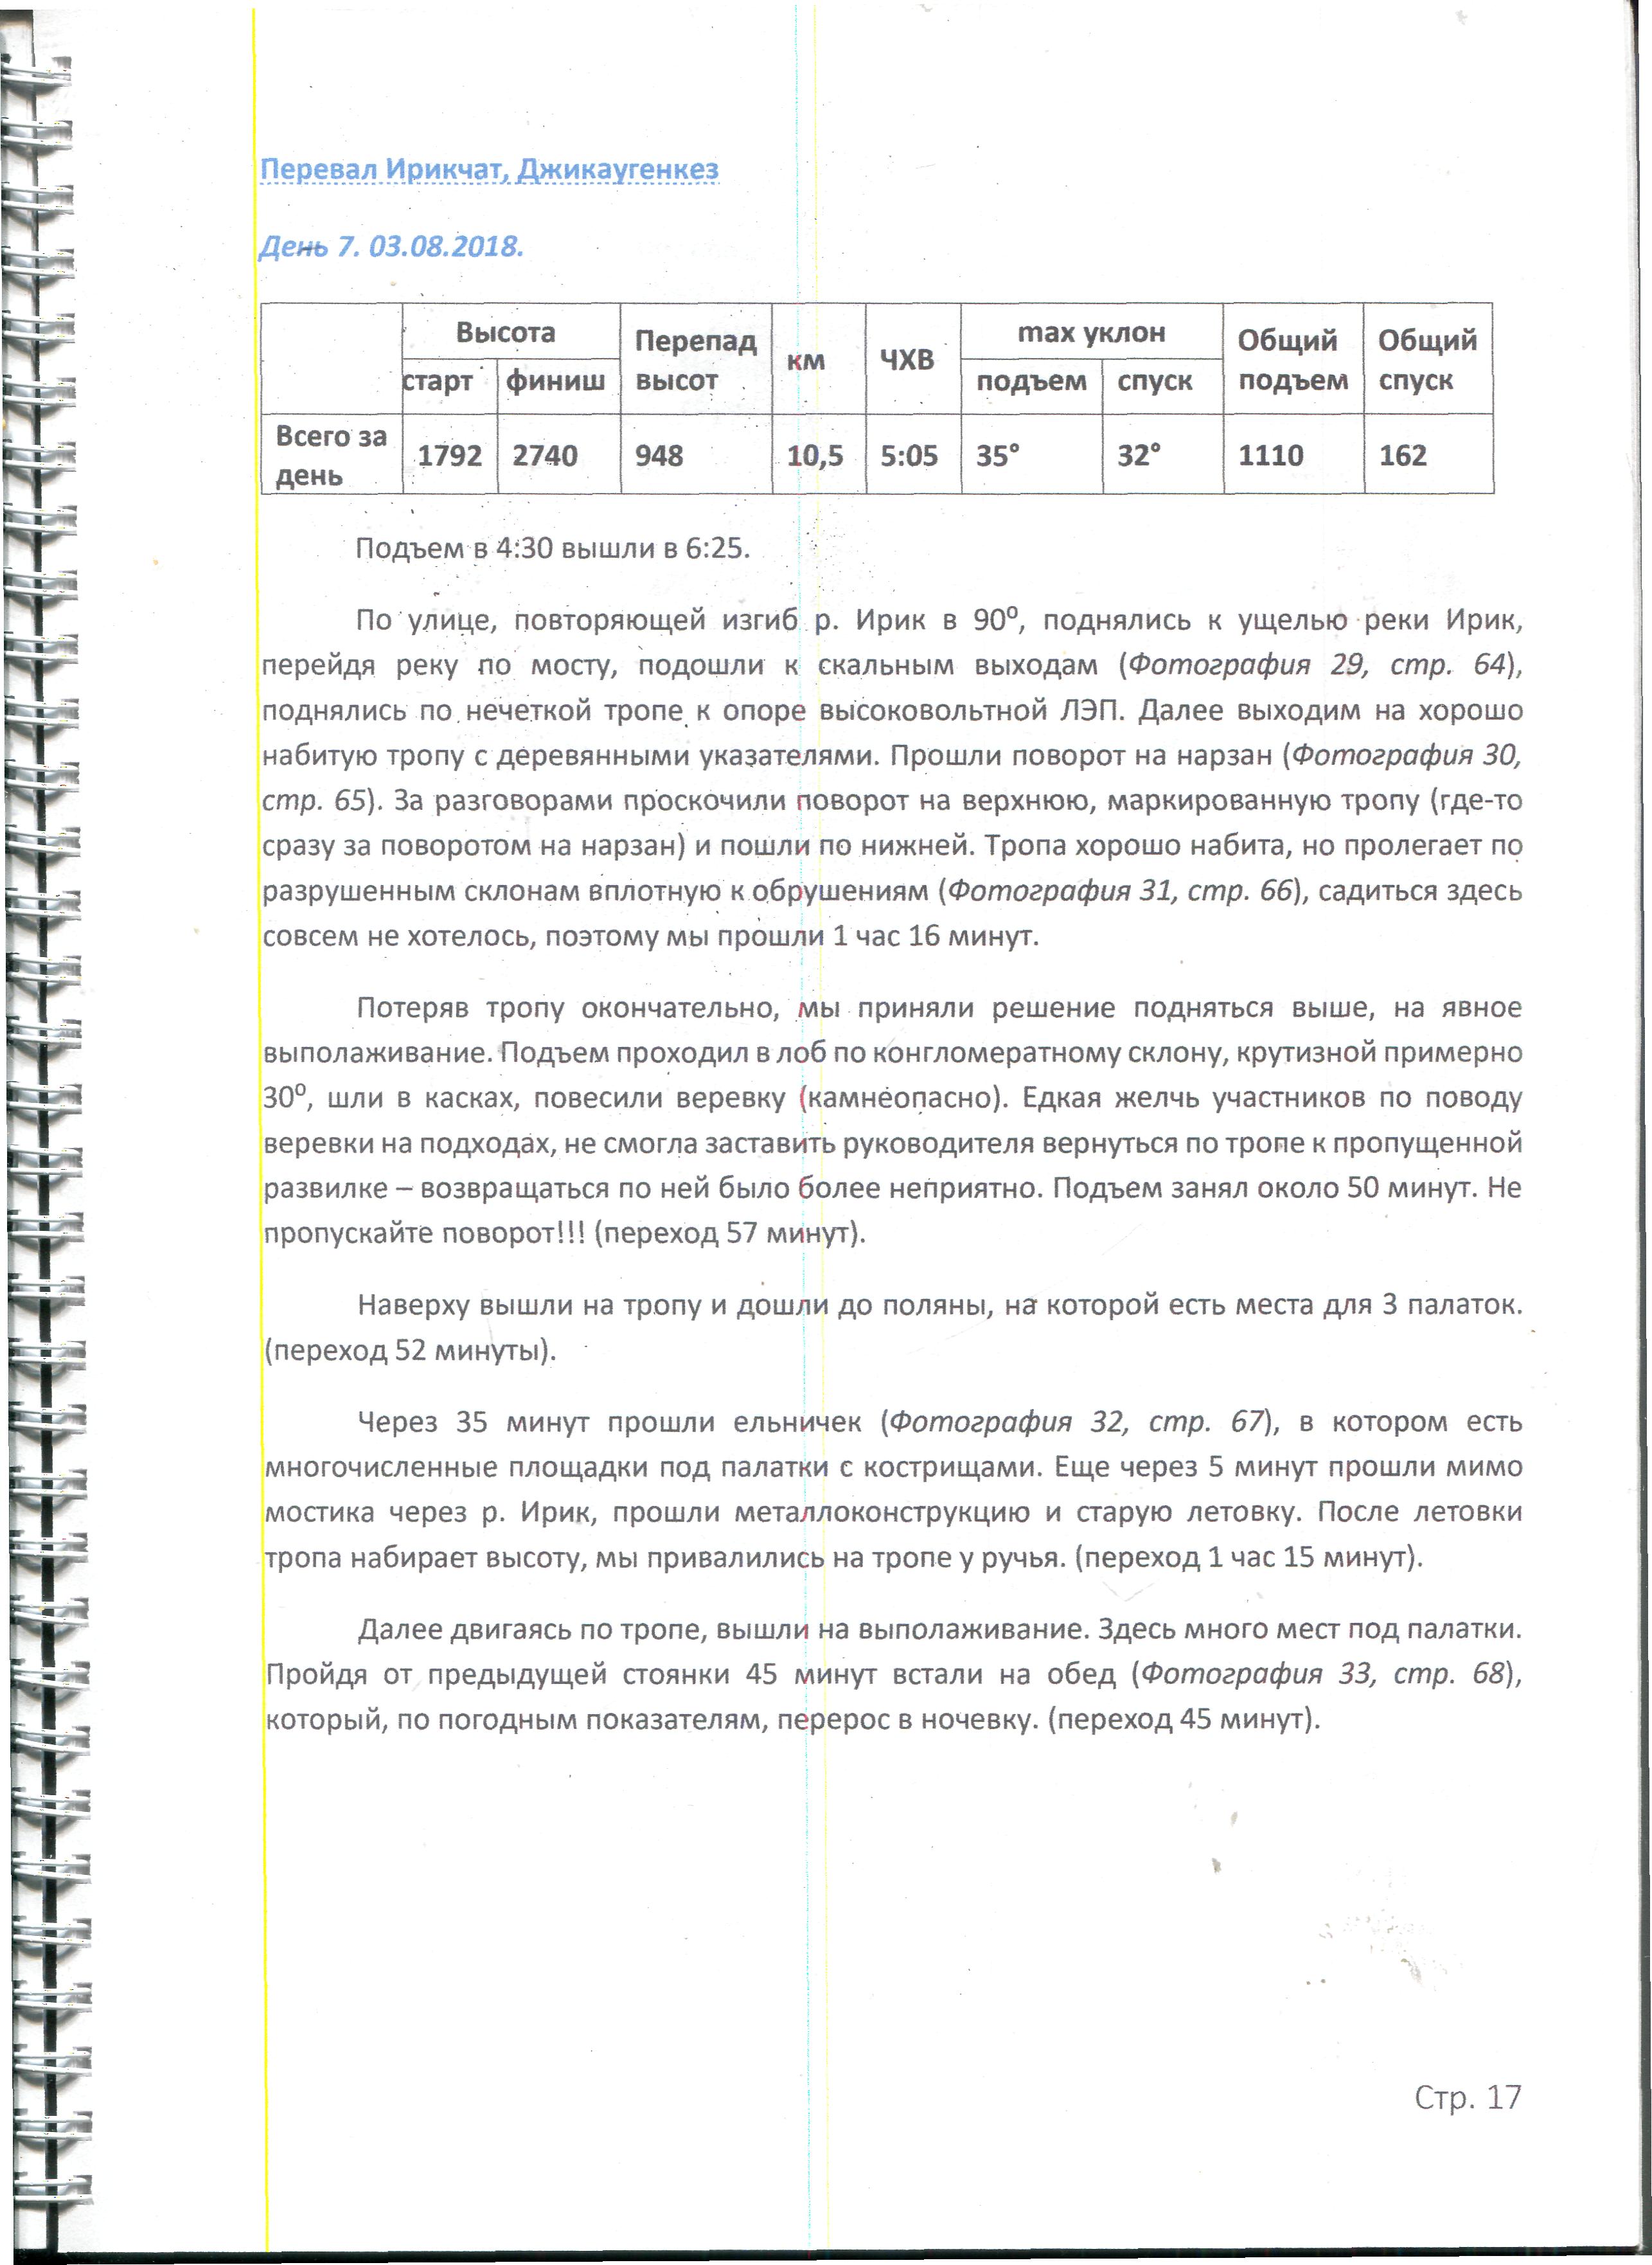 Перевал Ирикчат, Джикаугенкез
День 7. 03.08.2018.
Высота
Перепад высот
км
ЧХВ
max уклон
Общий подъем
Общий спуск
старт
финиш
подъем
спуск
Всего за день
1792
2740
948
10,5
5:05
35°
32°
1110
162
Подъем в 4:30 вышли в 6:25.
По улице, повторяющей изгиб р. Ирик в 90⁰, поднялись к ущелью реки Ирик,
перейдя реку по мосту, подошли к скальным выходам (Фотография 29, стр. 64),
поднялись по нечеткой тропе к опоре высоковольтной ЛЭП. Далее выходим на хорошо
набитую тропу с деревянными указателями. Прошли поворот на нарзан (Фотография 30,
стр. 65). За разговорами проскочили поворот на верхнюю, маркированную тропу (где-то
сразу за поворотом на нарзан) и пошли по нижней. Тропа хорошо набита, но пролегает по
разрушенным склонам вплотную к обрушениям (Фотография 31, стр. 66), садиться здесь
совсем не хотелось, поэтому мы прошли 1 час 16 минут.
Потеряв тропу окончательно, мы приняли решение подняться выше, на явное
выполаживание. Подъем проходил в лоб по конгломератному склону, крутизной примерно
30⁰, шли в касках, повесили веревку (камнеопасно). Едкая желчь участников по поводу
веревки на подходах, не смогла заставить руководителя вернуться по тропе к пропущенной
развилке – возвращаться по ней было более неприятно. Подъем занял около 50 минут. Не
пропускайте поворот!!! (переход 57 минут).
Наверху вышли на тропу и дошли до поляны, на которой есть места для 3 палаток.
(переход 52 минуты).
Через 35 минут прошли ельничек (Фотография 32, стр. 67), в котором есть
многочисленные площадки под палатки с кострищами. Еще через 5 минут прошли мимо
мостика через р. Ирик, прошли металлоконструкцию и старую летовку. После летовки
тропа набирает высоту, мы привалились на тропе у ручья. (переход 1 час 15 минут).
Далее двигаясь по тропе, вышли на выполаживание. Здесь много мест под палатки.
Пройдя от предыдущей стоянки 45 минут встали на обед (Фотография 33, стр. 68),
который, по погодным показателям, перерос в ночевку. (переход 45 минут).
Стр. 17